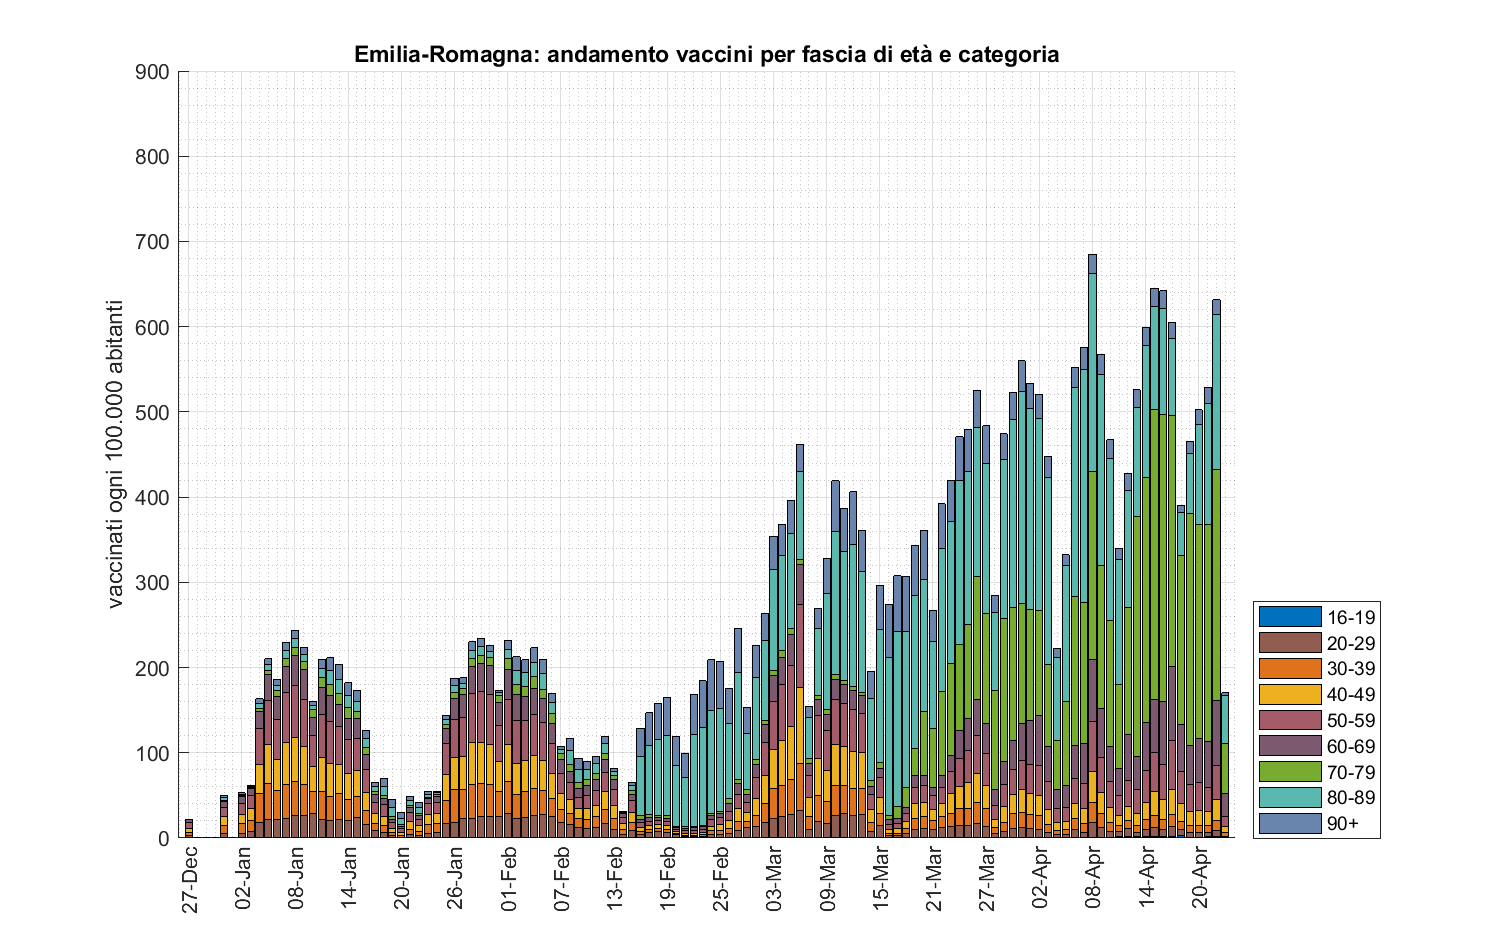 Emilia-Romagna: andamento vaccini per fascia di età e categoria
vaccinati ogni 100.000 abitanti
900
800
700
600
500
400
300
200
100
0
27-Dec
02-Jan
08-Jan
14-Jan
20-Jan
26-Jan
01-Feb
07-Feb
13-Feb
19-Feb
25-Feb
03-Mar
09-Mar
15-Mar
21-Mar
27-Mar
02-Apr
08-Apr
14-Apr
20-Apr
16-19
20-29
30-39
40-49
50-59
60-69
70-79
80-89
90+